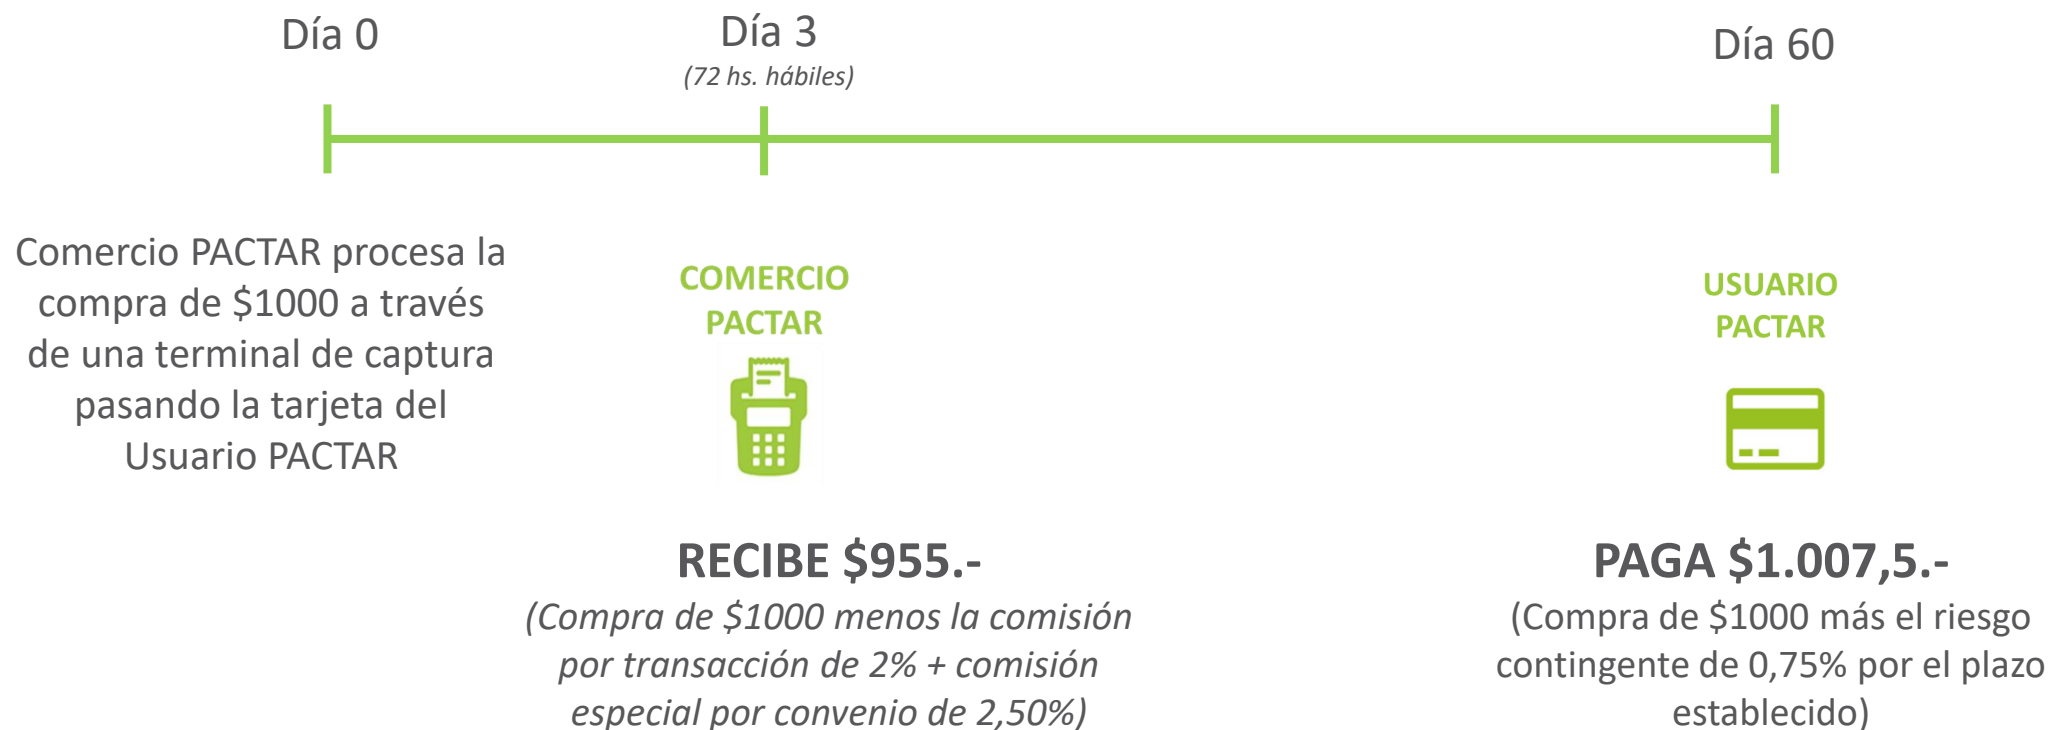 Día 0
Día 3
(72 hs. hábiles)
Día 60
Comercio PACTAR procesa la
compra de $1000 a través
de una terminal de captura
pasando la tarjeta del
Usuario PACTAR
COMERCIO
PACTAR
RECIBE $955.-
(Compra de $1000 menos la comisión
por transacción de 2% + comisión
especial por convenio de 2,50%)
USUARIO
PACTAR
PAGA $1.007,5.-
(Compra de $1000 más el riesgo
contingente de 0,75% por el plazo
establecido)